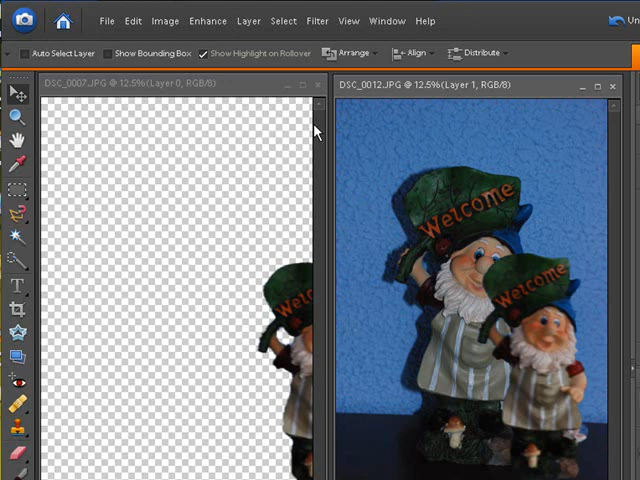 File Edit Image Enhance Layer Select Filter View Window Help Un
Auto Select Layer Show Bounding Box Show Highlight on Rollover Arrange Align Distribute
DSC_0007.JPG @ 12.5%(Layer 0, RGB/8)
DSC_0012.JPG @ 12.5%(Layer 1, RGB/8)
Welcome
Welcome
Welc
T